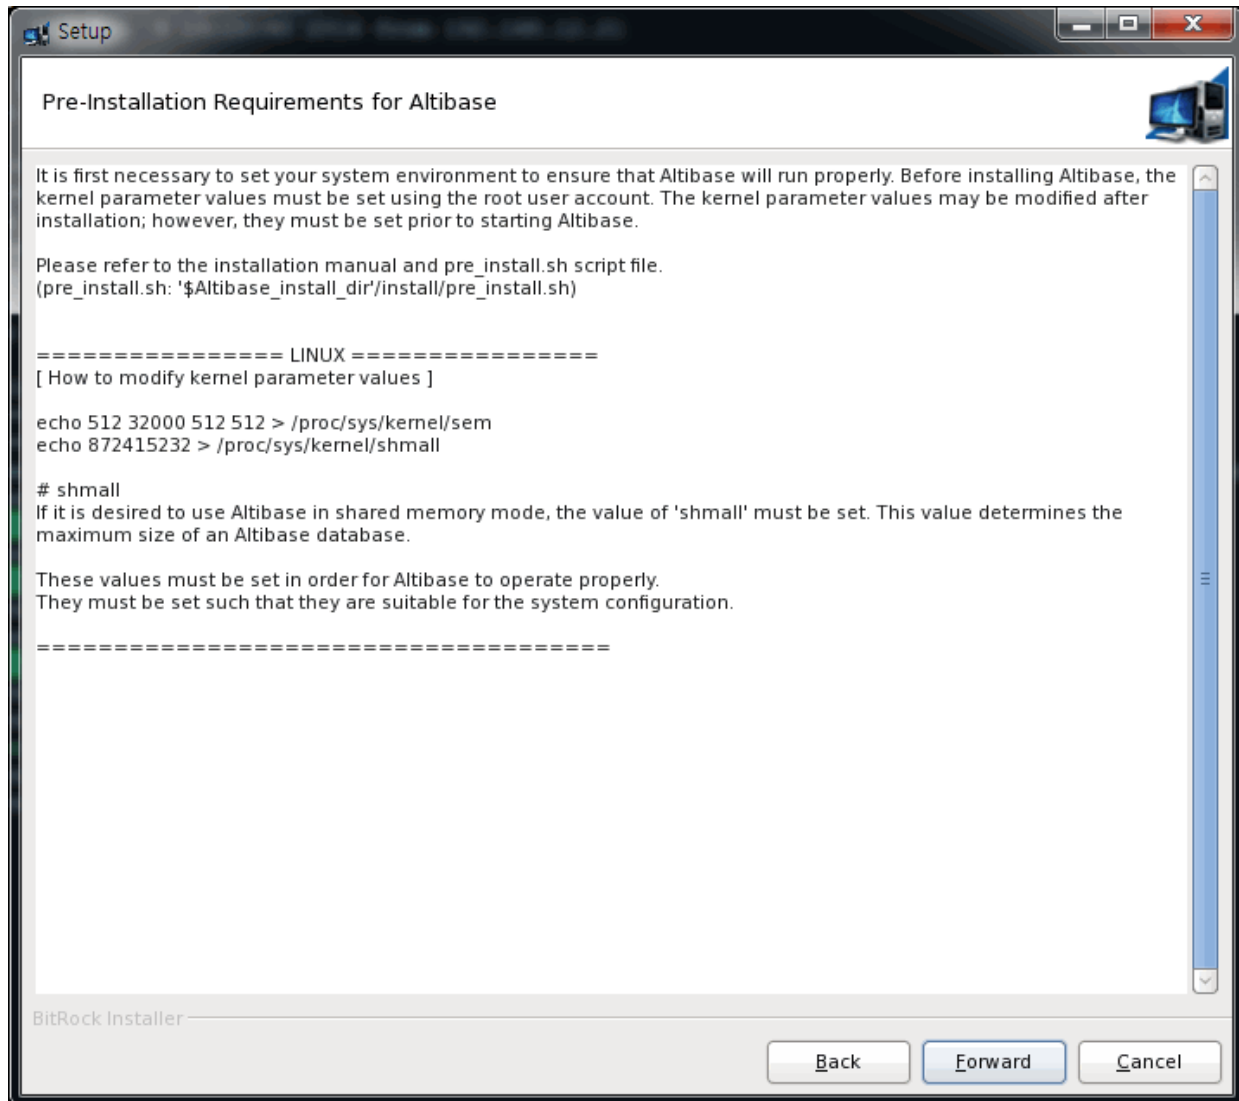 Setup
Pre-Installation Requirements for Altibase
It is first necessary to set your system environment to ensure that Altibase will run properly. Before installing Altibase, the
kernel parameter values must be set using the root user account. The kernel parameter values may be modified after
installation; however, they must be set prior to starting Altibase.
Please refer to the installation manual and pre_install.sh script file.
(pre_install.sh: '$Altibase_install_dir'/install/pre_install.sh)
================ LINUX ================
[ How to modify kernel parameter values ]
echo 512 32000 512 512 > /proc/sys/kernel/sem
echo 872415232 > /proc/sys/kernel/shmall
# shmall
If it is desired to use Altibase in shared memory mode, the value of 'shmall' must be set. This value determines the
maximum size of an Altibase database.
These values must be set in order for Altibase to operate properly.
They must be set such that they are suitable for the system configuration.
=====================================
BitRock Installer
Back
Forward
Cancel